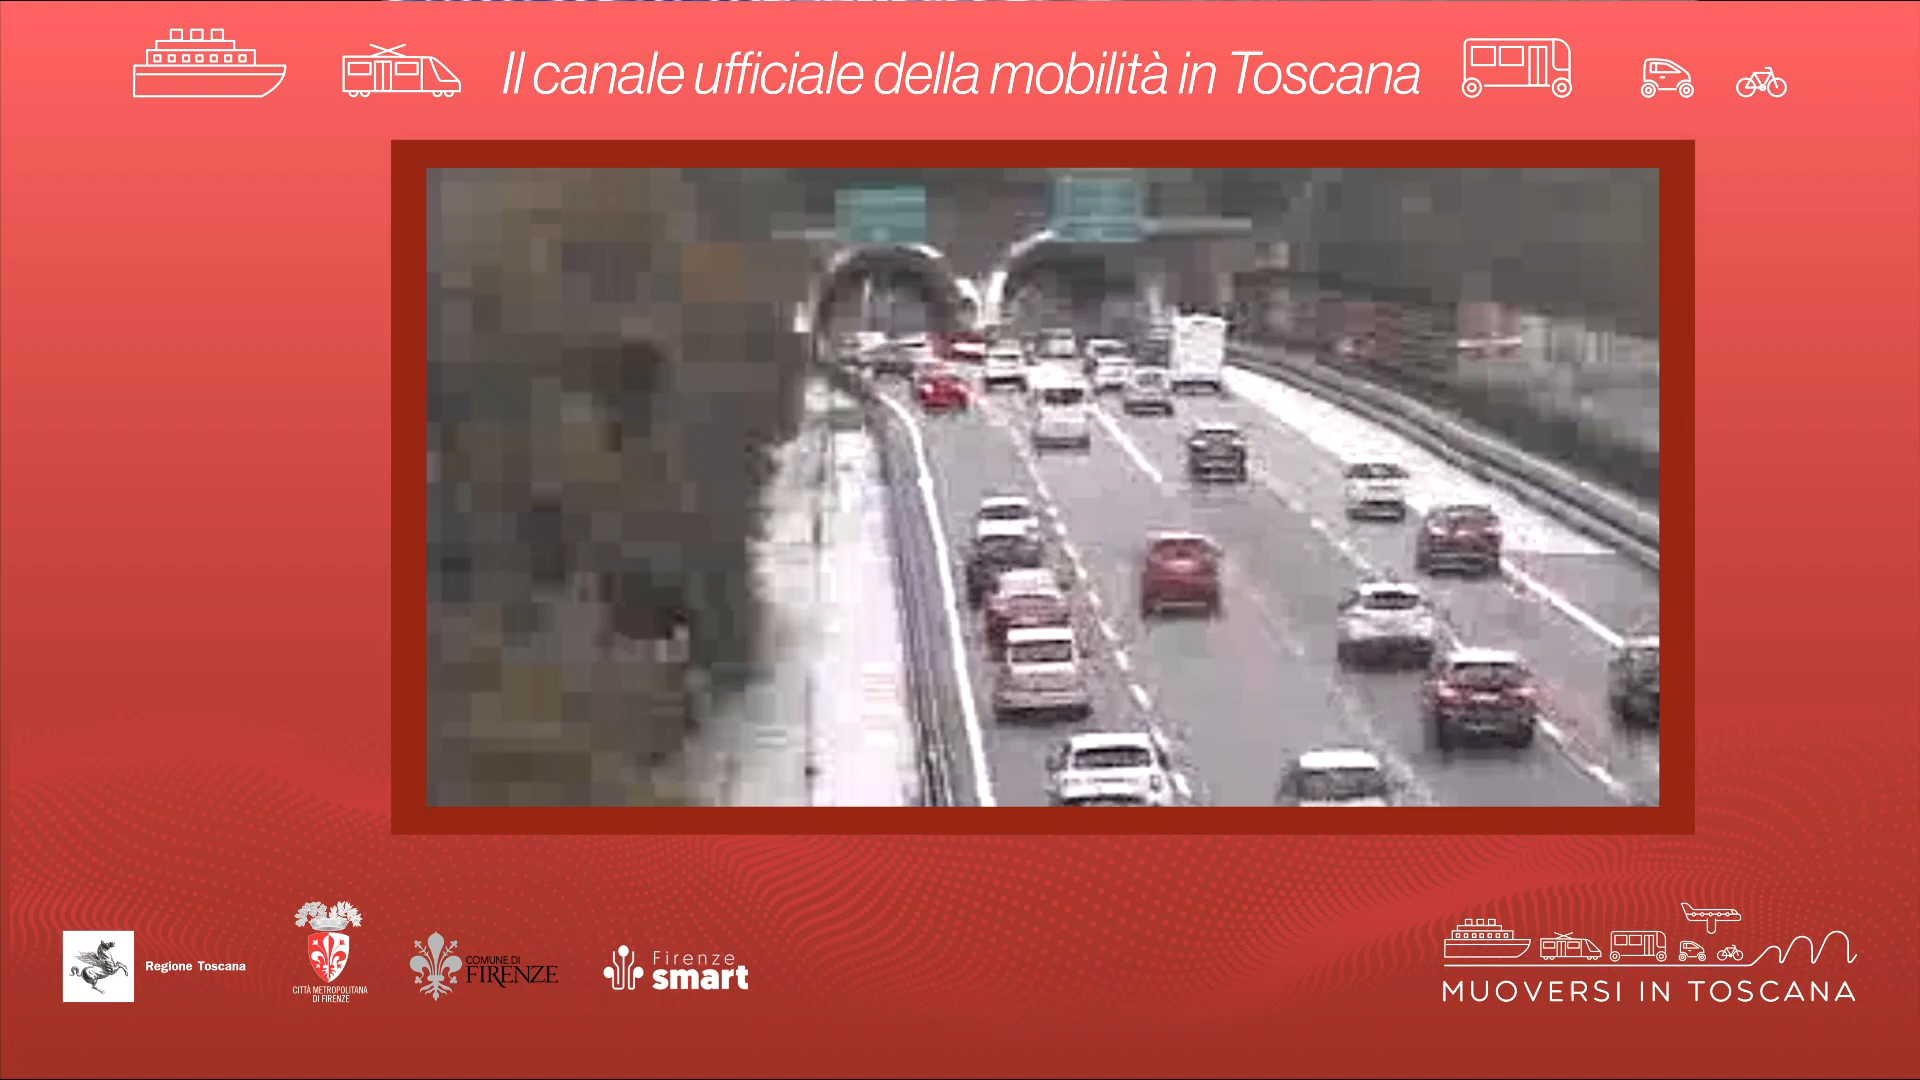 Il canale ufficiale della mobilità in Toscana
Regione Toscana
CITTÀ METROPOLITANA
DI FIRENZE
COMUNE DI
FIRENZE
Firenze
smart
MUOVERSI IN TOSCANA